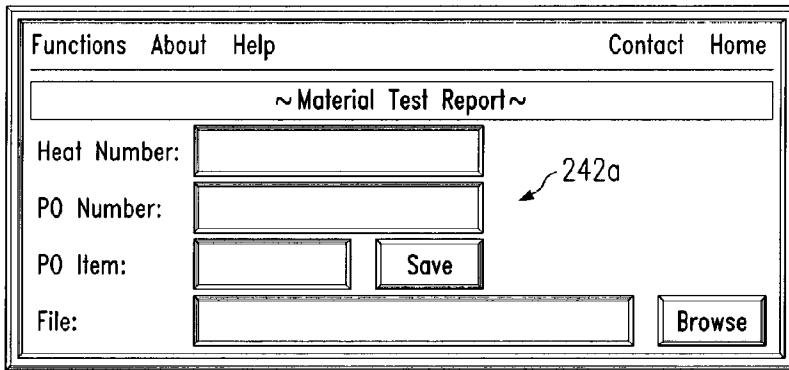 Functions About Help Contact Home
~Material Test Report~
Heat Number:
242a
PO Number:
PO Item: Save
File: Browse